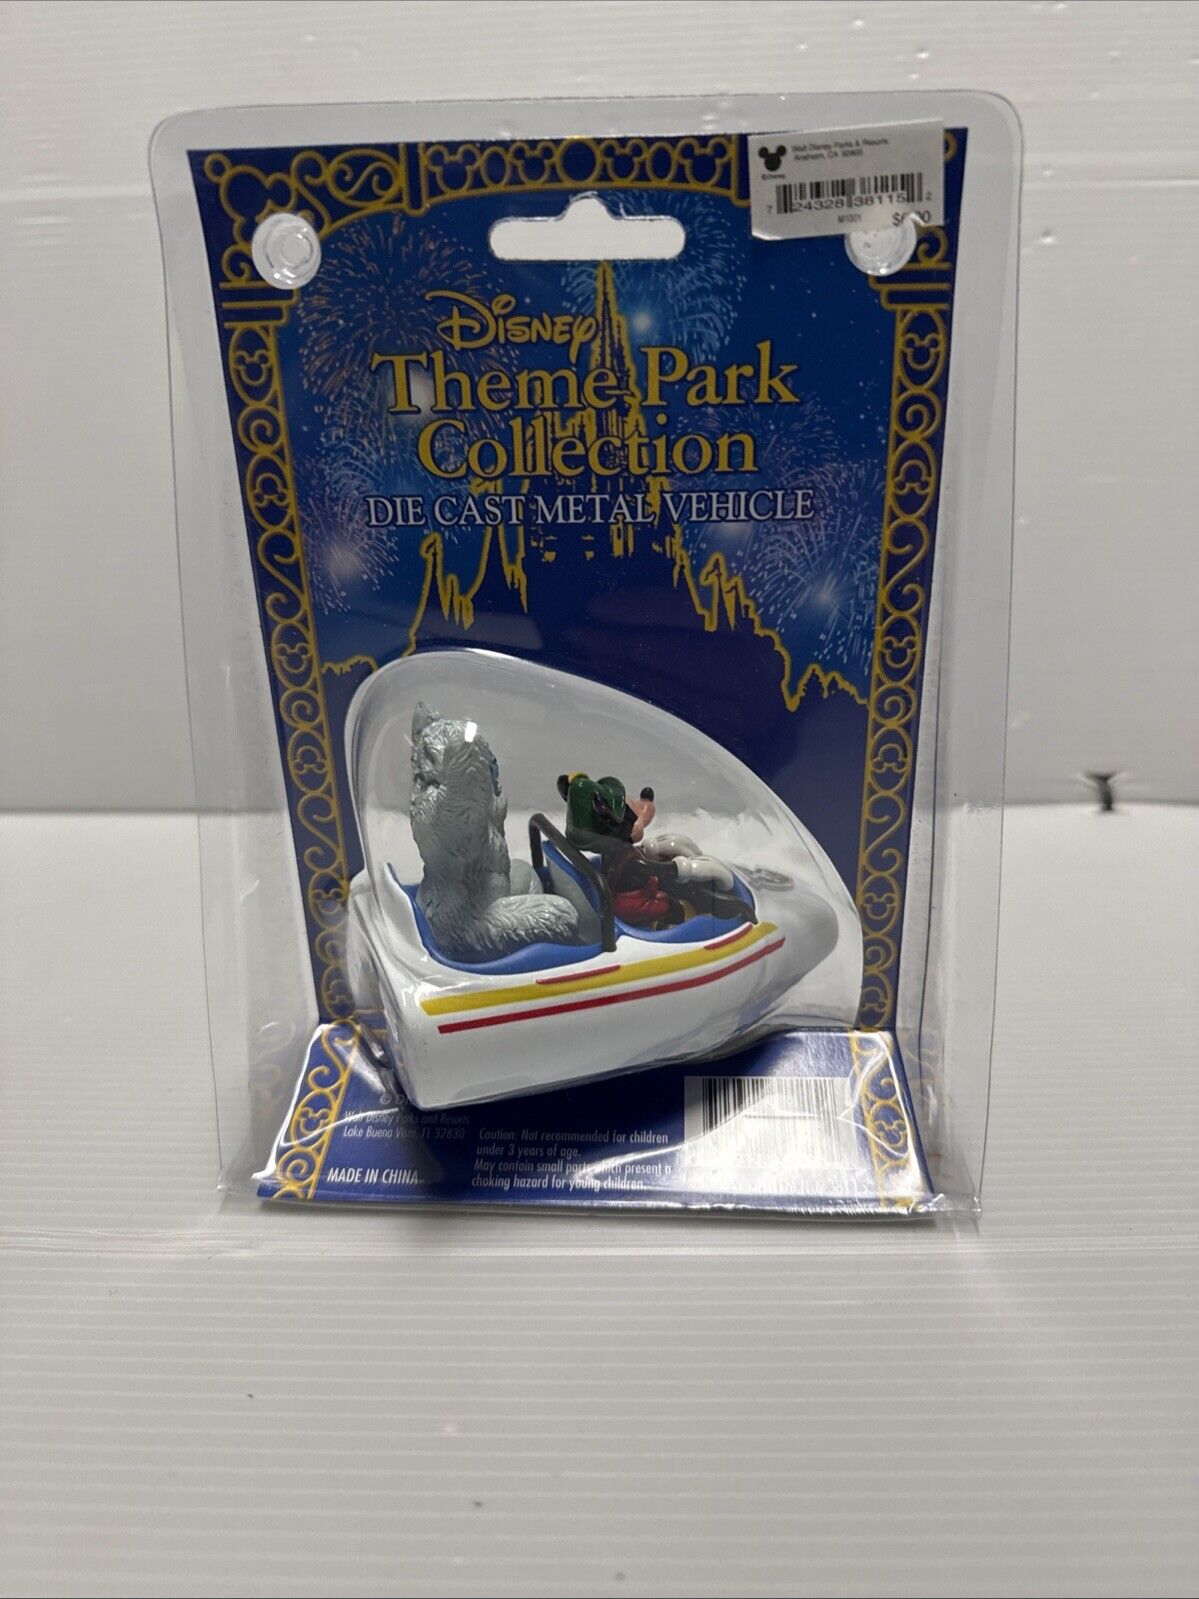 Walt Disney Parks & Resorts
Anaheim, CA 92803
©Disney
7 24328 38115 2
M1001
Disney
Theme Park
Collection
DIE CAST METAL VEHICLE
©
Walt Disney Parks and Resorts
Lake Buena Vista, FL 32830
MADE IN CHINA
Caution: Not recommended for children
under 3 years of age.
May contain small parts which present a
choking hazard for young children.